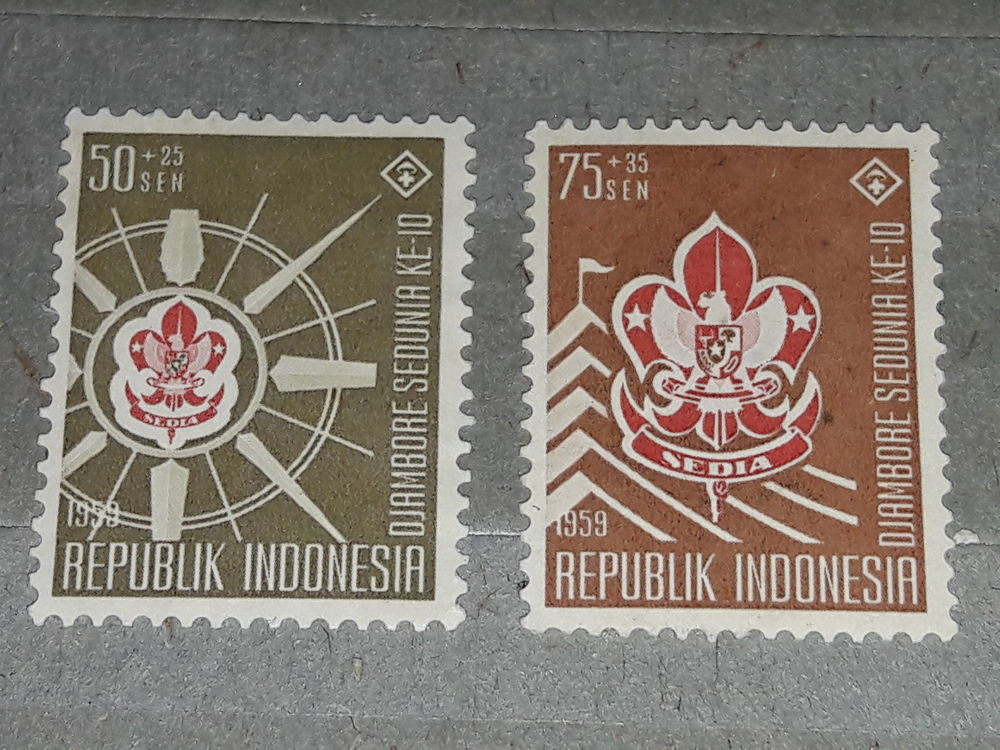 50 +25
SEN
DJAMBORE SEDUNIA KE-10
SEDIA
1959
REPUBLIK INDONESIA
75 +35
SEN
DJAMBORE SEDUNIA KE-10
SEDIA
1959
REPUBLIK INDONESIA